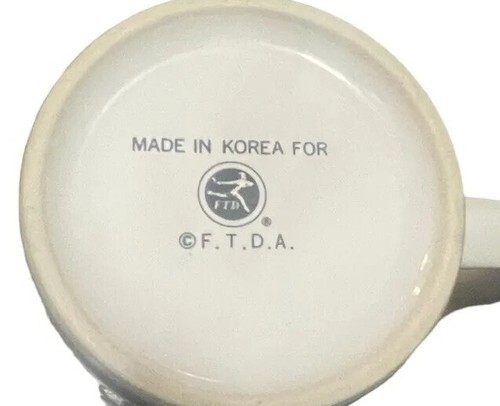 MADE IN KOREA FOR
FTD
®
©F.T.D.A.